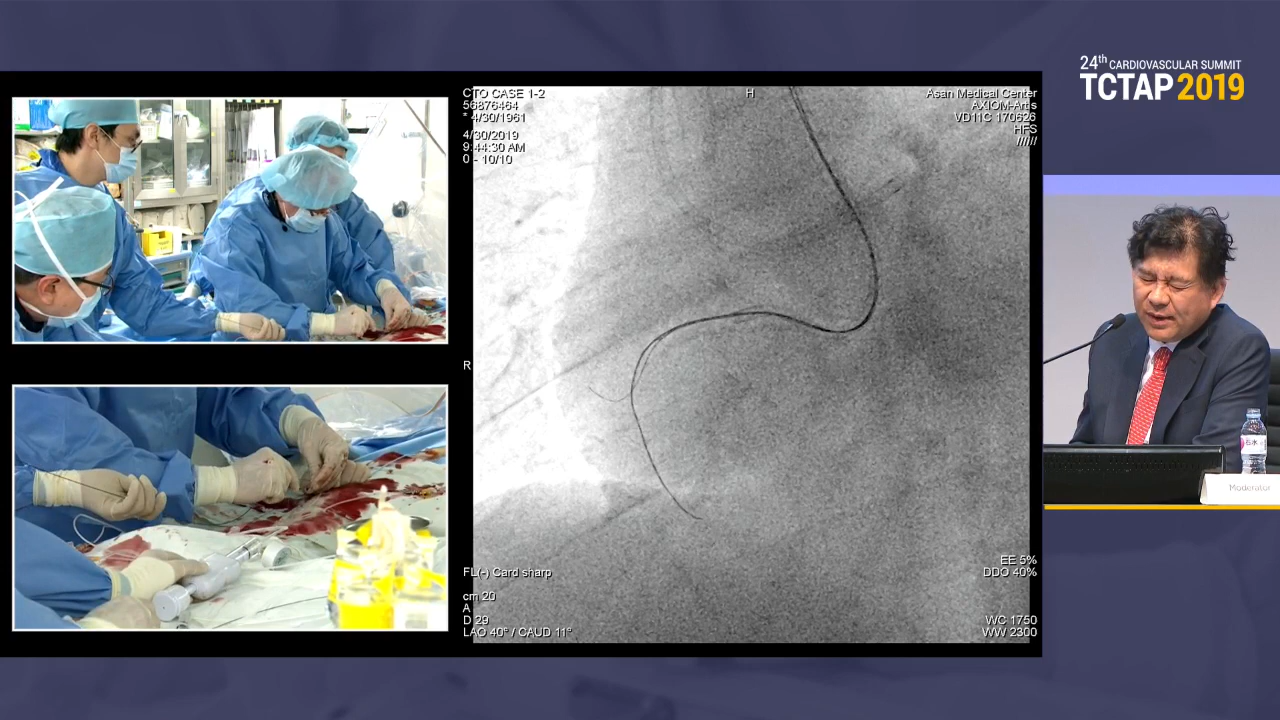 24th CARDIOVASCULAR SUMMIT
TCTAP 2019
CTO CASE 1-2
56876464
* 4/30/1961
4/30/2019
9:44:30 AM
0 - 10/10
H
Asan Medical Center
AXIOM-Artis
VD11C 170626
HFS
//////
R
FL(-) Card sharp
cm 20
A
D 29
LAO 40° / CAUD 11°
EE 5%
DDO 40%
WC 1750
WW 2300
Moderator